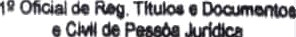 1º Oficial de Reg. Títulos e Documentos
e Civil de Pessoa Jurídica